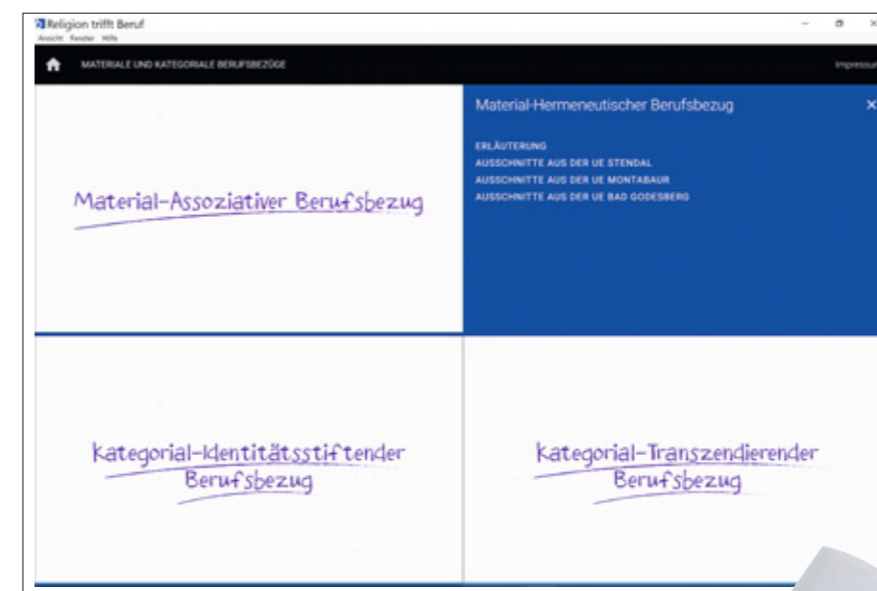 Religion trifft Beruf
Ansicht Fenster Hilfe
MATERIALE UND KATEGORIALE BERUFSBEZÜGE
Impressum
Material-Assoziativer Berufsbezug
Material-Hermeneutischer Berufsbezug
ERLÄUTERUNG
AUSSCHNITTE AUS DER UE STENDAL
AUSSCHNITTE AUS DER UE MONTABAUR
AUSSCHNITTE AUS DER UE BAD GODESBERG
Kategorial-Identitätsstiftender
Berufsbezug
Kategorial-Transzendierender
Berufsbezug